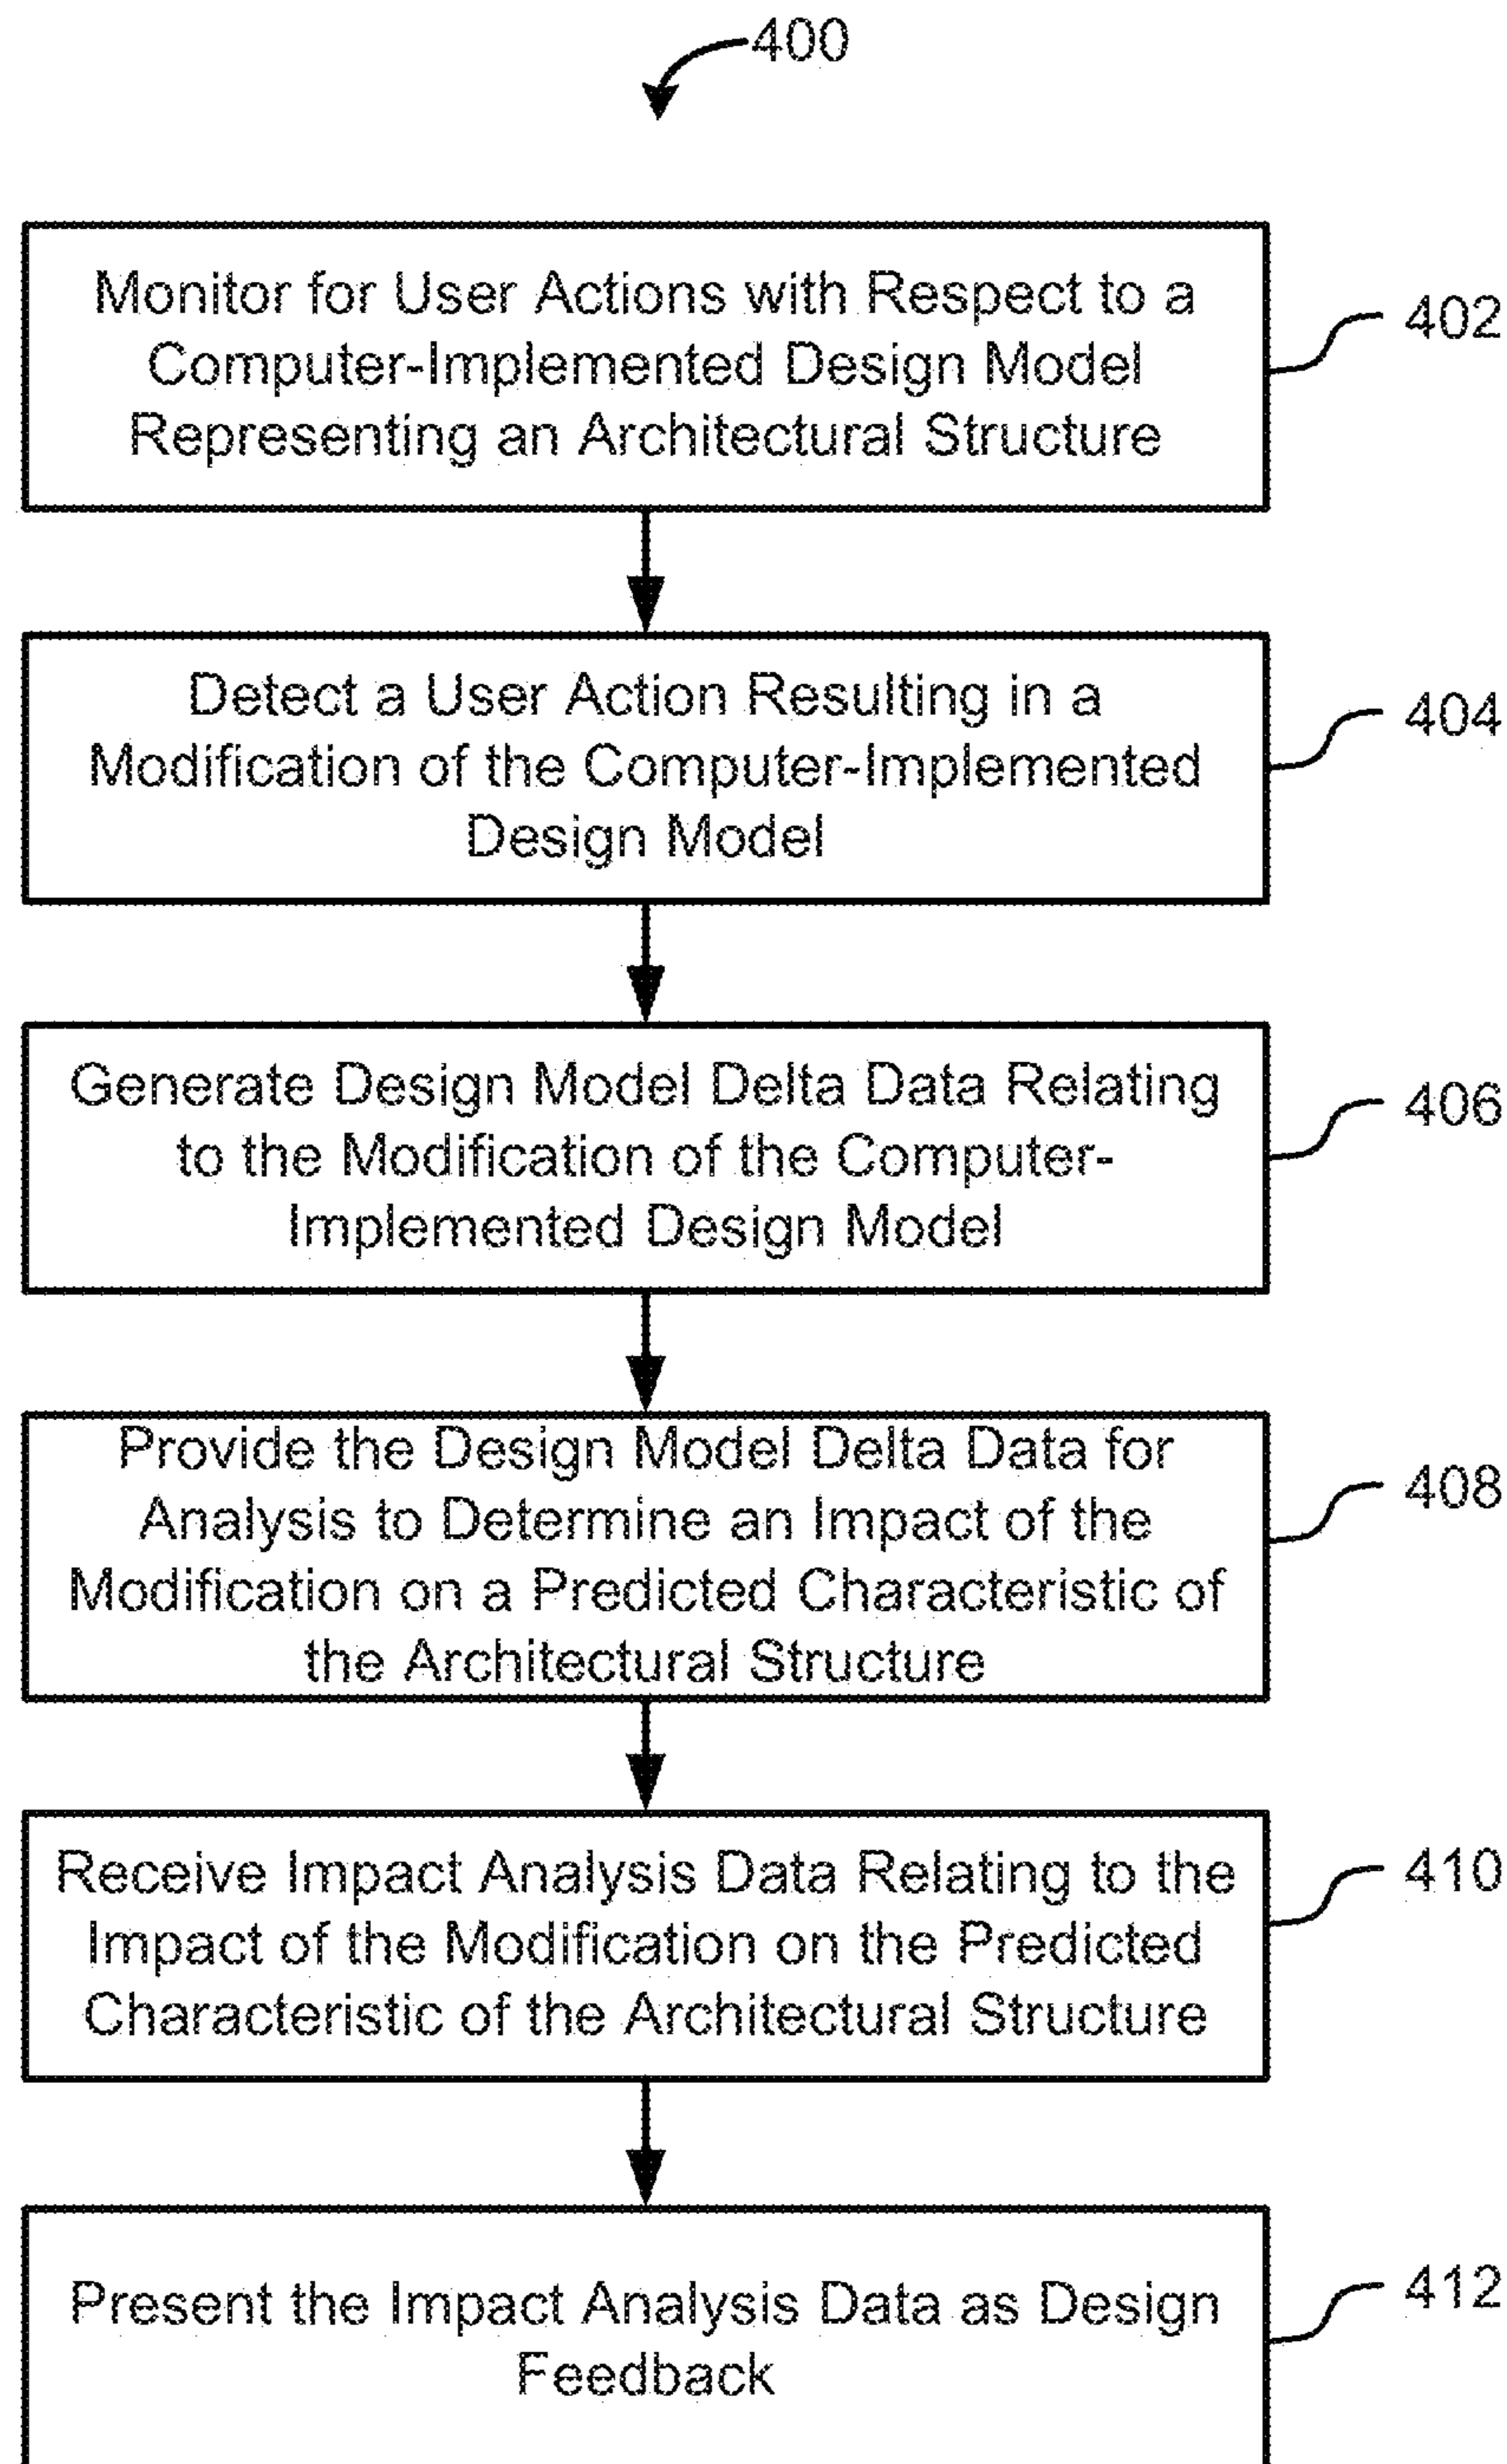 400
Monitor for User Actions with Respect to a
Computer-Implemented Design Model
Representing an Architectural Structure
402
Detect a User Action Resulting in a
Modification of the Computer-Implemented
Design Model
404
Generate Design Model Delta Data Relating
to the Modification of the Computer-
Implemented Design Model
406
Provide the Design Model Delta Data for
Analysis to Determine an Impact of the
Modification on a Predicted Characteristic of
the Architectural Structure
408
Receive Impact Analysis Data Relating to the
Impact of the Modification on the Predicted
Characteristic of the Architectural Structure
410
Present the Impact Analysis Data as Design
Feedback
412